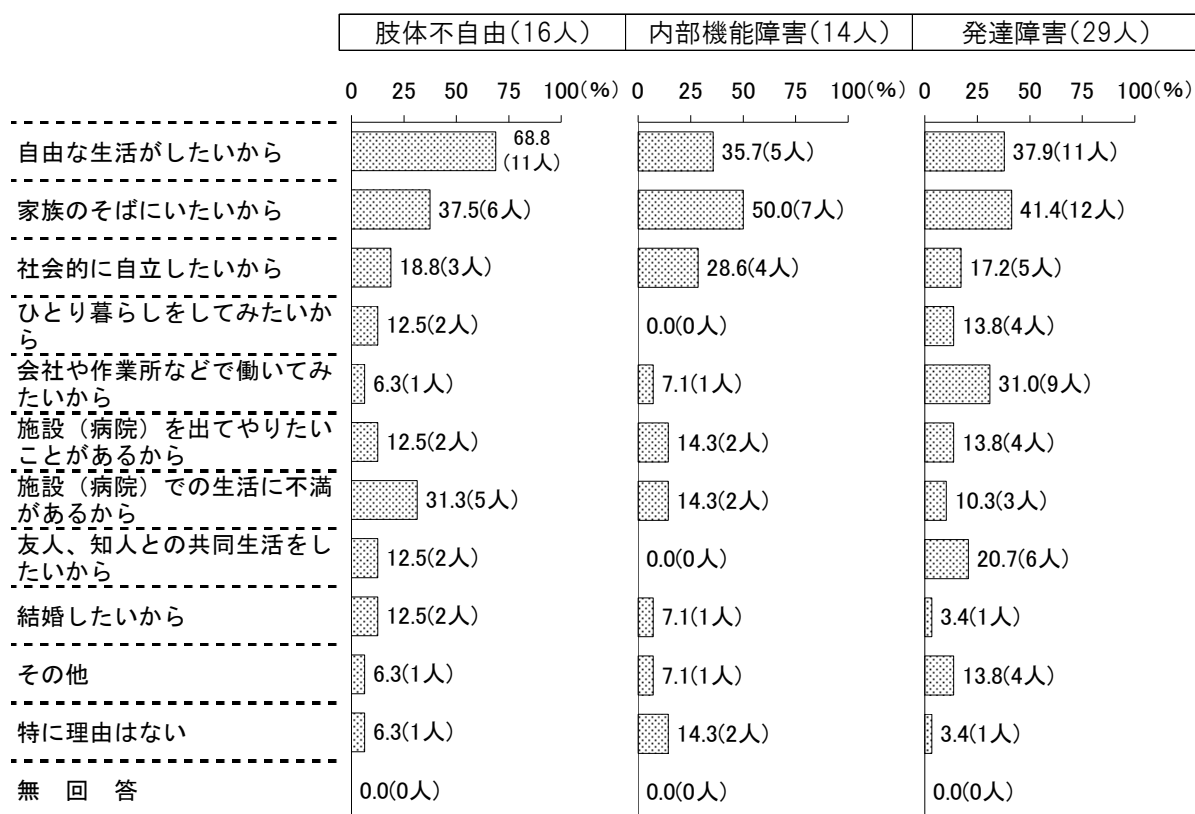 肢体不自由(16人) 内部機能障害(14人) 発達障害(29人)
0 25 50 75 100(%) 0 25 50 75 100(%) 0 25 50 75 100(%)
自由な生活がしたいから 68.8 (11人) 35.7(5人) 37.9(11人)
家族のそばにいたいから 37.5(6人) 50.0(7人) 41.4(12人)
社会的に自立したいから 18.8(3人) 28.6(4人) 17.2(5人)
ひとり暮らしをしてみたいか
ら 12.5(2人) 0.0(0人) 13.8(4人)
会社や作業所などで働いてみ
たいから 6.3(1人) 7.1(1人) 31.0(9人)
施設（病院）を出てやりたい
ことがあるから 12.5(2人) 14.3(2人) 13.8(4人)
施設（病院）での生活に不満
があるから 31.3(5人) 14.3(2人) 10.3(3人)
友人、知人との共同生活をし
たいから 12.5(2人) 0.0(0人) 20.7(6人)
結婚したいから 12.5(2人) 7.1(1人) 3.4(1人)
その他 6.3(1人) 7.1(1人) 13.8(4人)
特に理由はない 6.3(1人) 14.3(2人) 3.4(1人)
無　回　答 0.0(0人) 0.0(0人) 0.0(0人)